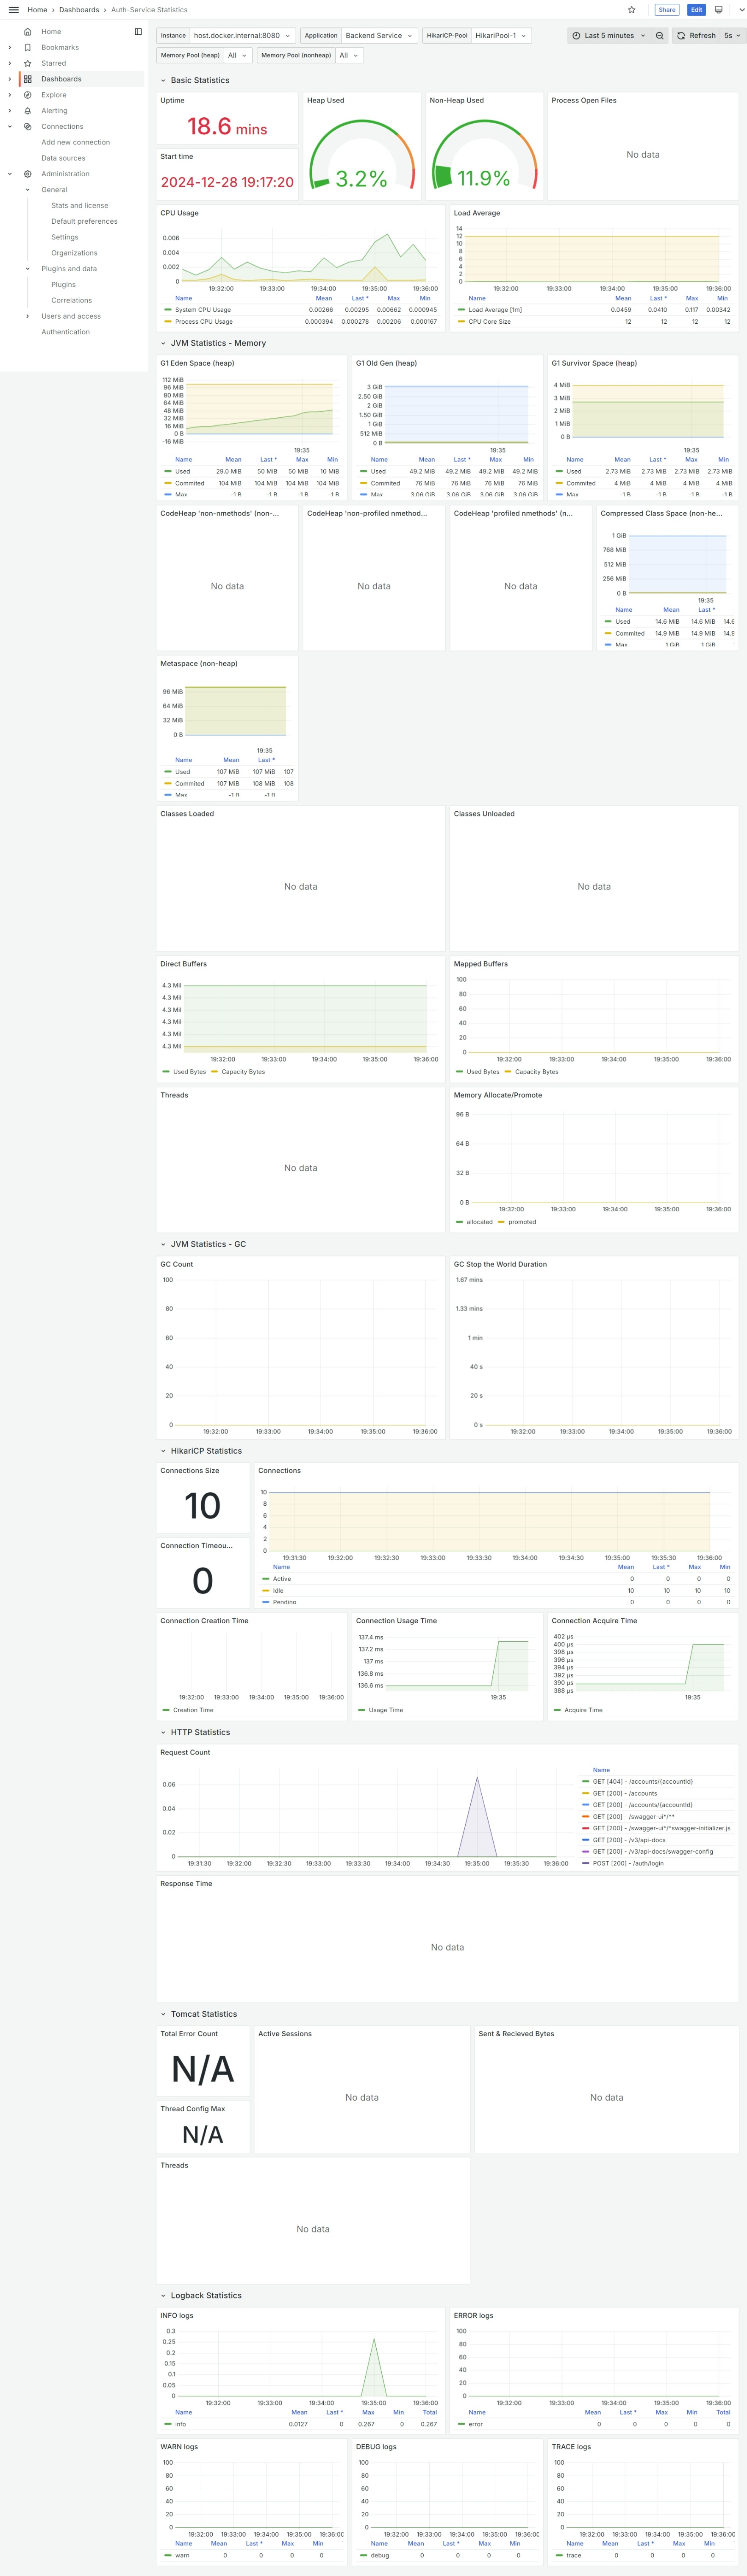 Home › Dashboards › Auth-Service Statistics
Share
Edit
Home
Bookmarks
Starred
Dashboards
Explore
Alerting
Connections
Add new connection
Data sources
Administration
General
Stats and license
Default preferences
Settings
Organizations
Plugins and data
Plugins
Correlations
Users and access
Authentication
Instance host.docker.internal:8080 Application Backend Service HikariCP-Pool HikariPool-1
Last 5 minutes Refresh 5s
Memory Pool (heap) All Memory Pool (nonheap) All
Basic Statistics
Uptime
18.6 mins
Start time
2024-12-28 19:17:20
Heap Used
3.2%
Non-Heap Used
11.9%
Process Open Files
No data
CPU Usage
0.006
0.004
0.002
0
19:32:00 19:33:00 19:34:00 19:35:00 19:36:00
Name Mean Last * Max Min
System CPU Usage 0.00266 0.00295 0.00662 0.000945
Process CPU Usage 0.000394 0.000278 0.00206 0.000167
Load Average
14
12
10
8
6
4
2
0
19:32:00 19:33:00 19:34:00 19:35:00 19:36:00
Name Mean Last * Max Min
Load Average [1m] 0.0459 0.0410 0.117 0.00342
CPU Core Size 12 12 12 12
JVM Statistics - Memory
G1 Eden Space (heap)
112 MiB
96 MiB
80 MiB
64 MiB
48 MiB
32 MiB
16 MiB
0 B
-16 MiB
19:35
Name Mean Last * Max Min
Used 29.0 MiB 50 MiB 50 MiB 10 MiB
Commited 104 MiB 104 MiB 104 MiB 104 MiB
Max -1 B -1 B -1 B -1 B
G1 Old Gen (heap)
3 GiB
2.50 GiB
2 GiB
1.50 GiB
1 GiB
512 MiB
0 B
19:35
Name Mean Last * Max Min
Used 49.2 MiB 49.2 MiB 49.2 MiB 49.2 MiB
Commited 76 MiB 76 MiB 76 MiB 76 MiB
Max 3.06 GiB 3.06 GiB 3.06 GiB 3.06 GiB
G1 Survivor Space (heap)
4 MiB
3 MiB
2 MiB
1 MiB
0 B
19:35
Name Mean Last * Max Min
Used 2.73 MiB 2.73 MiB 2.73 MiB 2.73 MiB
Commited 4 MiB 4 MiB 4 MiB 4 MiB
Max -1 B -1 B -1 B -1 B
CodeHeap 'non-nmethods' (non-...
No data
CodeHeap 'non-profiled nmethod...
No data
CodeHeap 'profiled nmethods' (n...
No data
Compressed Class Space (non-he...
1 GiB
768 MiB
512 MiB
256 MiB
0 B
19:35
Name Mean Last *
Used 14.6 MiB 14.6 MiB 14.6
Commited 14.9 MiB 14.9 MiB 14.9
Max 1 GiB 1 GiB
Metaspace (non-heap)
96 MiB
64 MiB
32 MiB
0 B
19:35
Name Mean Last *
Used 107 MiB 107 MiB 107
Commited 107 MiB 108 MiB 108
Max -1 B -1 B
Classes Loaded
No data
Classes Unloaded
No data
Direct Buffers
4.3 Mil
4.3 Mil
4.3 Mil
4.3 Mil
4.3 Mil
4.3 Mil
19:32:00 19:33:00 19:34:00 19:35:00 19:36:00
Used Bytes Capacity Bytes
Mapped Buffers
100
80
60
40
20
0
19:32:00 19:33:00 19:34:00 19:35:00 19:36:00
Used Bytes Capacity Bytes
Threads
No data
Memory Allocate/Promote
96 B
64 B
32 B
0 B
19:32:00 19:33:00 19:34:00 19:35:00 19:36:00
allocated promoted
JVM Statistics - GC
GC Count
100
80
60
40
20
0
19:32:00 19:33:00 19:34:00 19:35:00 19:36:00
GC Stop the World Duration
1.67 mins
1.33 mins
1 min
40 s
20 s
0 s
19:32:00 19:33:00 19:34:00 19:35:00 19:36:00
HikariCP Statistics
Connections Size
10
Connection Timeou...
0
Connections
10
8
6
4
2
0
19:31:30 19:32:00 19:32:30 19:33:00 19:33:30 19:34:00 19:34:30 19:35:00 19:35:30 19:36:00
Name Mean Last * Max Min
Active 0 0 0 0
Idle 10 10 10 10
Pending 0 0 0 0
Connection Creation Time
19:32:00 19:33:00 19:34:00 19:35:00 19:36:00
Creation Time
Connection Usage Time
137.4 ms
137.2 ms
137 ms
136.8 ms
136.6 ms
19:35
Usage Time
Connection Acquire Time
402 µs
400 µs
398 µs
396 µs
394 µs
392 µs
390 µs
388 µs
19:35
Acquire Time
HTTP Statistics
Request Count
0.06
0.04
0.02
0
19:31:30 19:32:00 19:32:30 19:33:00 19:33:30 19:34:00 19:34:30 19:35:00 19:35:30 19:36:00
Name
GET [404] - /accounts/{accountId}
GET [200] - /accounts
GET [200] - /accounts/{accountId}
GET [200] - /swagger-ui*/**
GET [200] - /swagger-ui*/*swagger-initializer.js
GET [200] - /v3/api-docs
GET [200] - /v3/api-docs/swagger-config
POST [200] - /auth/login
Response Time
No data
Tomcat Statistics
Total Error Count
N/A
Thread Config Max
N/A
Active Sessions
No data
Sent & Recieved Bytes
No data
Threads
No data
Logback Statistics
INFO logs
0.3
0.25
0.2
0.15
0.1
0.05
0
19:32:00 19:33:00 19:34:00 19:35:00 19:36:00
Name Mean Last * Max Min Total
info 0.0127 0 0.267 0 0.267
ERROR logs
100
80
60
40
20
0
19:32:00 19:33:00 19:34:00 19:35:00 19:36:00
Name Mean Last * Max Min Total
error 0 0 0 0 0
WARN logs
100
80
60
40
20
0
19:32:00 19:33:00 19:34:00 19:35:00 19:36:00
Name Mean Last * Max Min
warn 0 0 0 0
DEBUG logs
100
80
60
40
20
0
19:32:00 19:33:00 19:34:00 19:35:00 19:36:00
Name Mean Last * Max Min
debug 0 0 0 0
TRACE logs
100
80
60
40
20
0
19:32:00 19:33:00 19:34:00 19:35:00 19:36:00
Name Mean Last * Max Min
trace 0 0 0 0